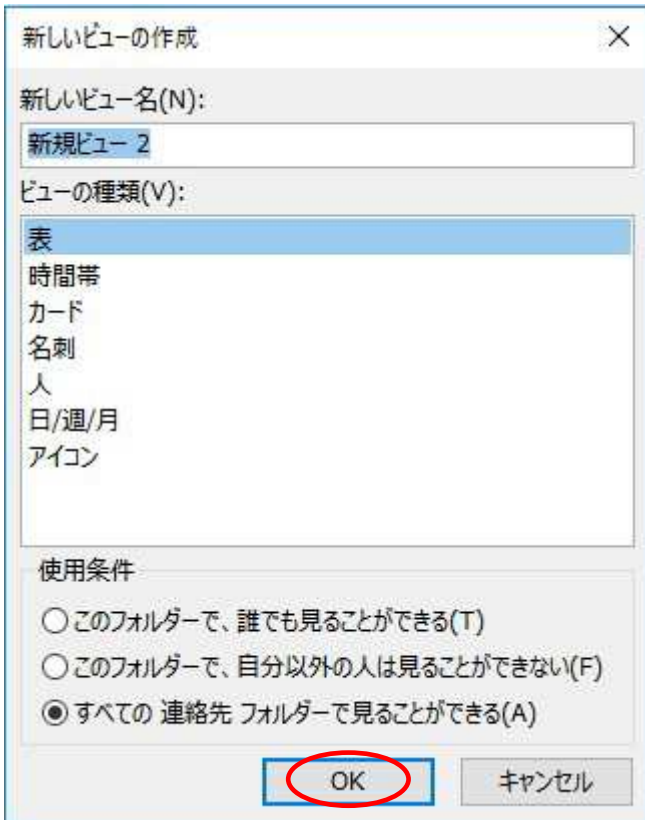 新しいビューの作成
新しいビュー名(N):
新規ビュー 2
ビューの種類(V):
表
時間帯
カード
名刺
人
日/週/月
アイコン
使用条件
このフォルダーで、誰でも見ることができる(T)
このフォルダーで、自分以外の人は見ることができない(F)
すべての 連絡先 フォルダーで見ることができる(A)
OK キャンセル